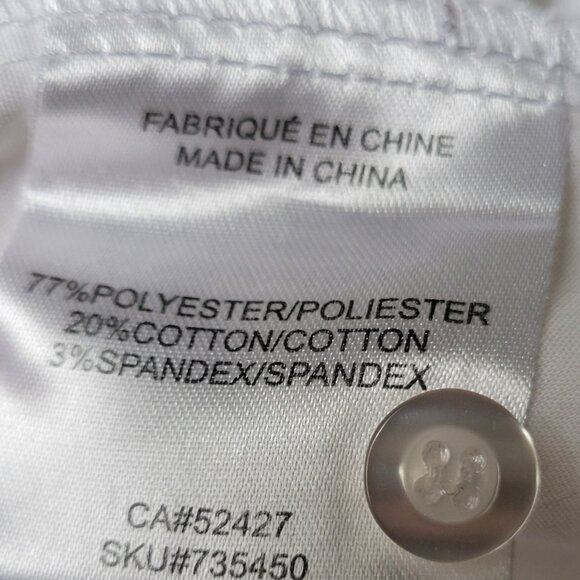 FABRIQUÉ EN CHINE
MADE IN CHINA
77%POLYESTER/POLIESTER
20%COTTON/COTTON
3%SPANDEX/SPANDEX
CA#52427
SKU#735450